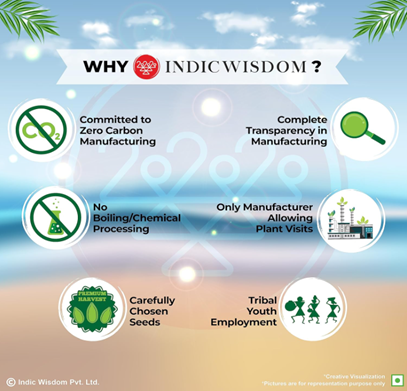 WHY INDICWISDOM ?
CO2
Committed to
Zero Carbon
Manufacturing
Complete
Transparency in
Manufacturing
No
Boiling/Chemical
Processing
Only Manufacturer
Allowing
Plant Visits
PREMIUM
HARVEST
Carefully
Chosen
Seeds
Tribal
Youth
Employment
© Indic Wisdom Pvt. Ltd.
*Creative Visualization
*Pictures are for representative purpose only